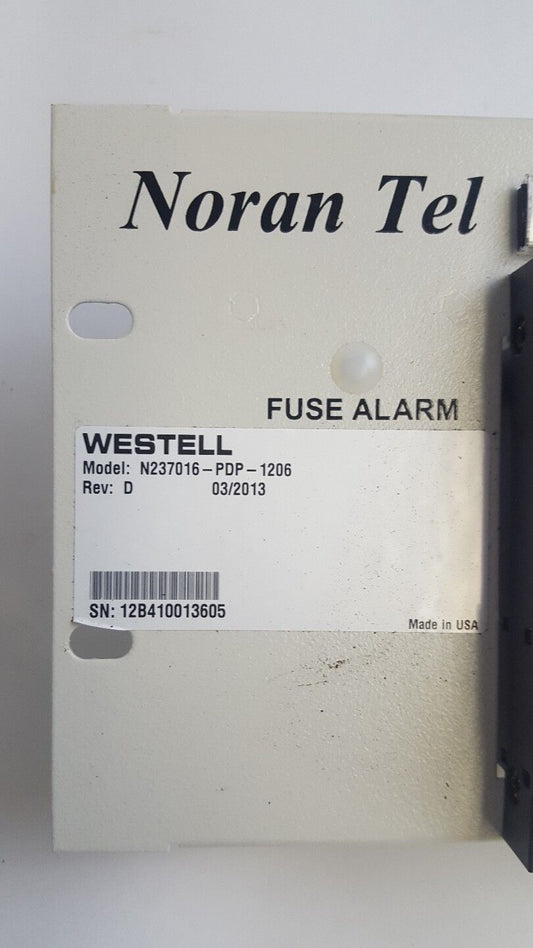 Noran Tel
FUSE ALARM
WESTELL
Model: N237016-PDP-1206
Rev: D 03/2013
SN: 12B410013605
Made in USA